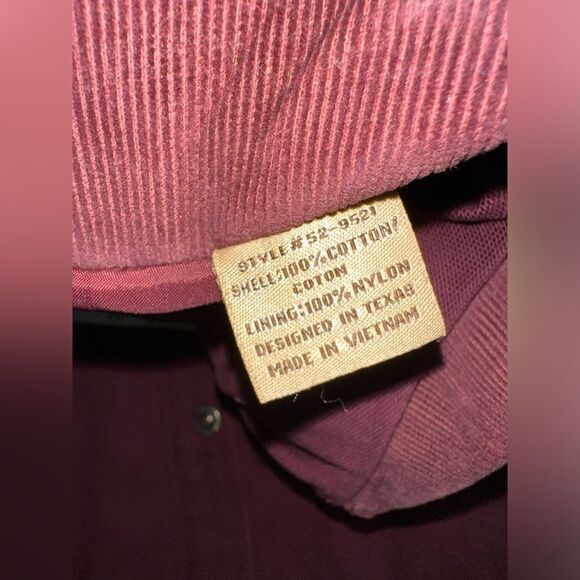 STYLE # 52-9521
SHELL:100% COTTON/
COTON
LINING:100% NYLON
DESIGNED IN TEXAS
MADE IN VIETNAM